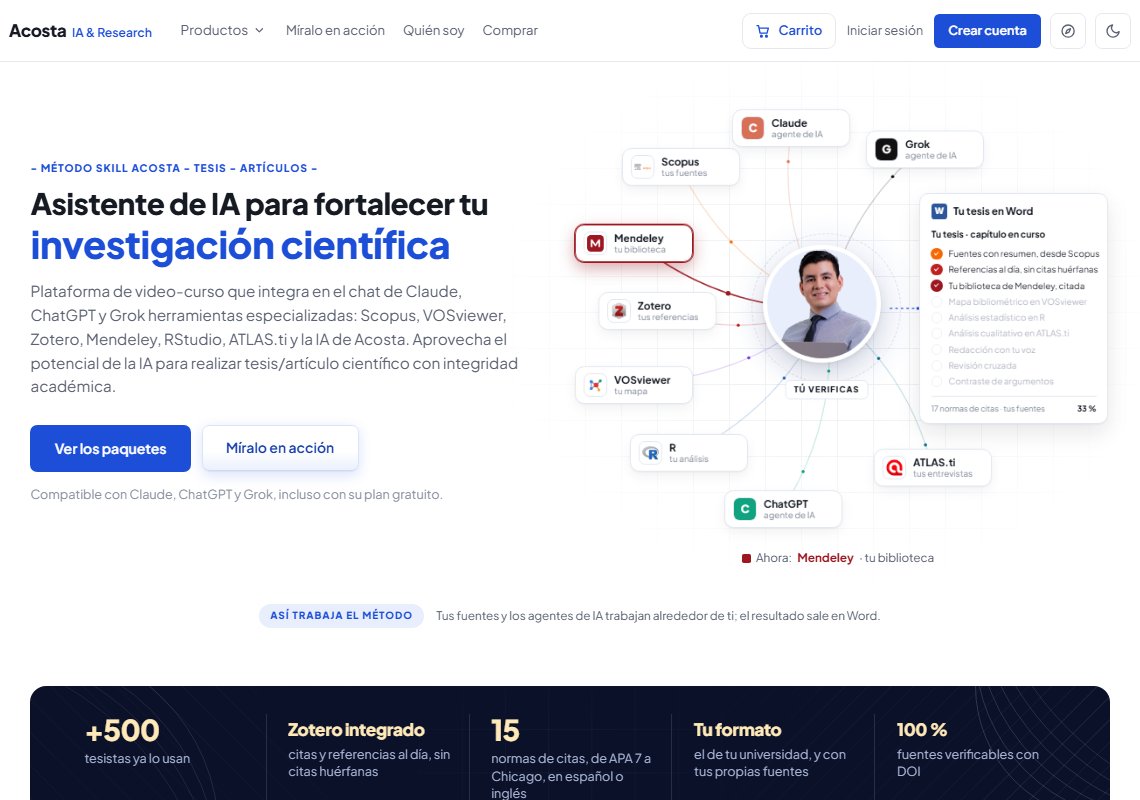 Acosta IA & Research
Productos
Míralo en acción
Quién soy
Comprar
Carrito
Iniciar sesión
Crear cuenta
– MÉTODO SKILL ACOSTA – TESIS – ARTÍCULOS –
Asistente de IA para fortalecer tu
investigación científica
Plataforma de video-curso que integra en el chat de Claude,
ChatGPT y Grok herramientas especializadas: Scopus, VOSviewer,
Zotero, Mendeley, RStudio, ATLAS.ti y la IA de Acosta. Aprovecha el
potencial de la IA para realizar tesis/artículo científico con integridad
académica.
Ver los paquetes
Míralo en acción
Compatible con Claude, ChatGPT y Grok, incluso con su plan gratuito.
C
Claude
agente de IA
G
Grok
agente de IA
Scopus
tus fuentes
M
Mendeley
tu biblioteca
Z
Zotero
tus referencias
VOSviewer
tu mapa
R
R
tu análisis
C
ChatGPT
agente de IA
ATLAS.ti
tus entrevistas
TÚ VERIFICAS
W
Tu tesis en Word
Tu tesis · capítulo en curso
Fuentes con resumen, desde Scopus
Referencias al día, sin citas huérfanas
Tu biblioteca de Mendeley, citada
Mapa bibliométrico en VOSviewer
Análisis estadístico en R
Análisis cualitativo en ATLAS.ti
Redacción con tu voz
Revisión cruzada
Contraste de argumentos
17 normas de citas · tus fuentes
33 %
Ahora: Mendeley · tu biblioteca
ASÍ TRABAJA EL MÉTODO
Tus fuentes y los agentes de IA trabajan alrededor de ti; el resultado sale en Word.
+500
tesistas ya lo usan
Zotero integrado
citas y referencias al día, sin
citas huérfanas
15
normas de citas, de APA 7 a
Chicago, en español o
inglés
Tu formato
el de tu universidad, y con
tus propias fuentes
100 %
fuentes verificables con
DOI